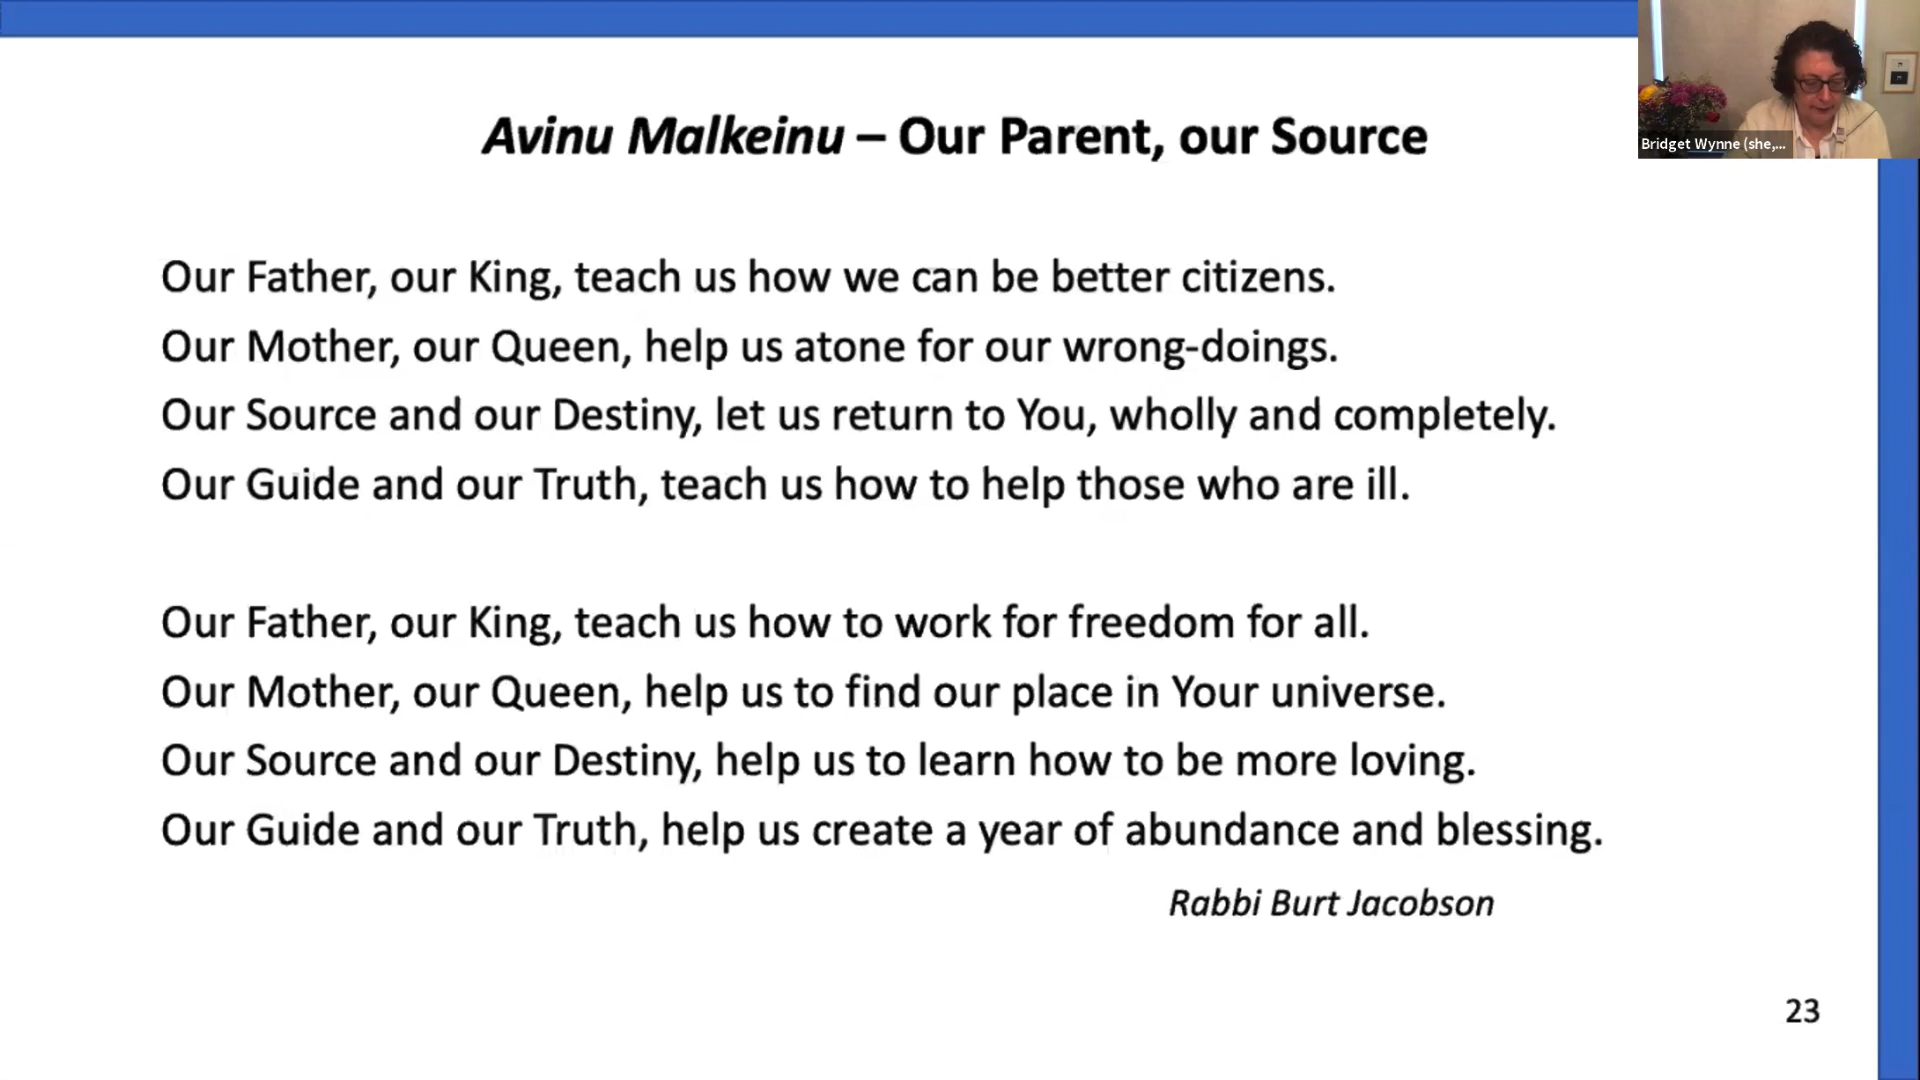 Avinu Malkeinu – Our Parent, our Source
Bridget Wynne (she,...
Our Father, our King, teach us how we can be better citizens.
Our Mother, our Queen, help us atone for our wrong-doings.
Our Source and our Destiny, let us return to You, wholly and completely.
Our Guide and our Truth, teach us how to help those who are ill.
Our Father, our King, teach us how to work for freedom for all.
Our Mother, our Queen, help us to find our place in Your universe.
Our Source and our Destiny, help us to learn how to be more loving.
Our Guide and our Truth, help us create a year of abundance and blessing.
Rabbi Burt Jacobson
23